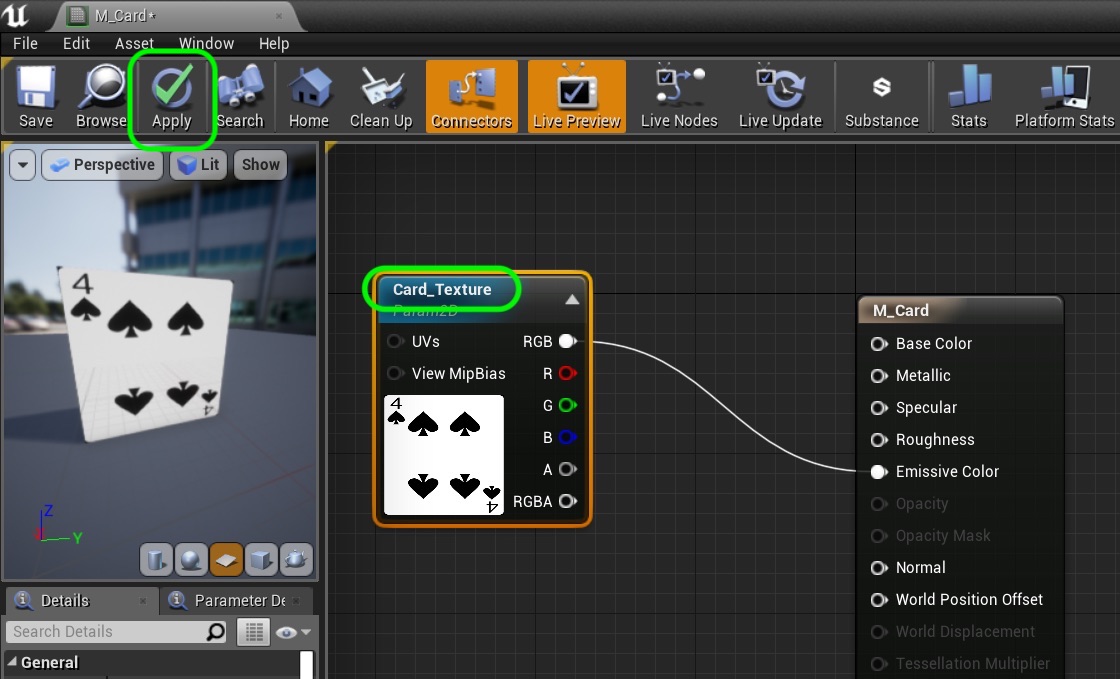 M_Card*
File Edit Asset Window Help
Save Browse Apply Search Home Clean Up Connectors Live Preview Live Nodes Live Update Substance Stats Platform Stats
Perspective Lit Show
4
Z
Y
4
Card_Texture
Param2D
UVs RGB
View MipBias R
G
B
A
RGBA
4
4
M_Card
Base Color
Metallic
Specular
Roughness
Emissive Color
Opacity
Opacity Mask
Normal
World Position Offset
World Displacement
Tessellation Multiplier
Details Parameter De
Search Details
General